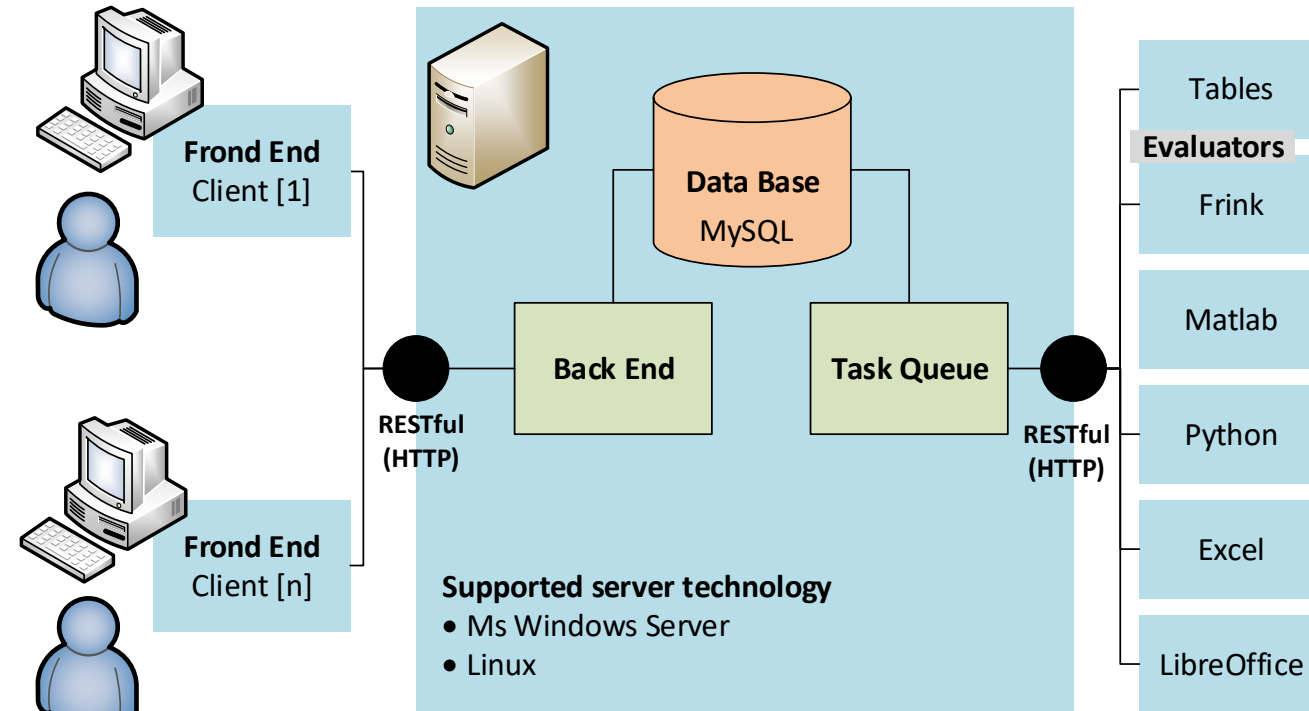 Frond End
Client [1]
Frond End
Client [n]
RESTful
(HTTP)
Data Base
MySQL
Back End
Task Queue
Supported server technology
• Ms Windows Server
• Linux
RESTful
(HTTP)
Tables
Evaluators
Frink
Matlab
Python
Excel
LibreOffice